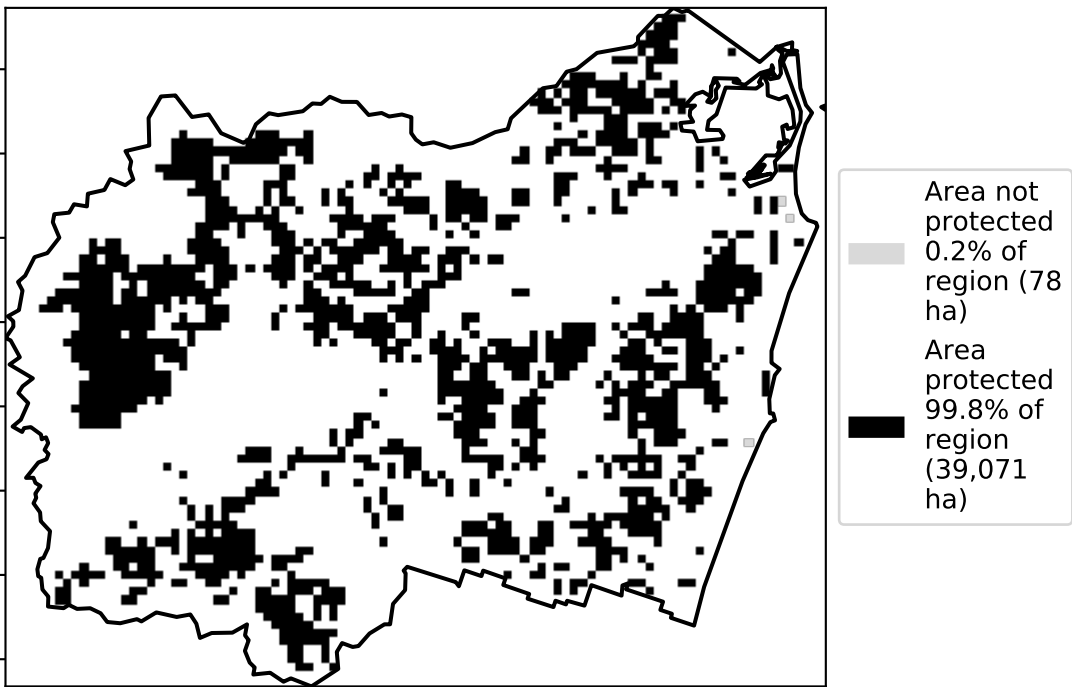 Area not
protected
0.2% of
region (78
ha)
Area
protected
99.8% of
region
(39,071
ha)